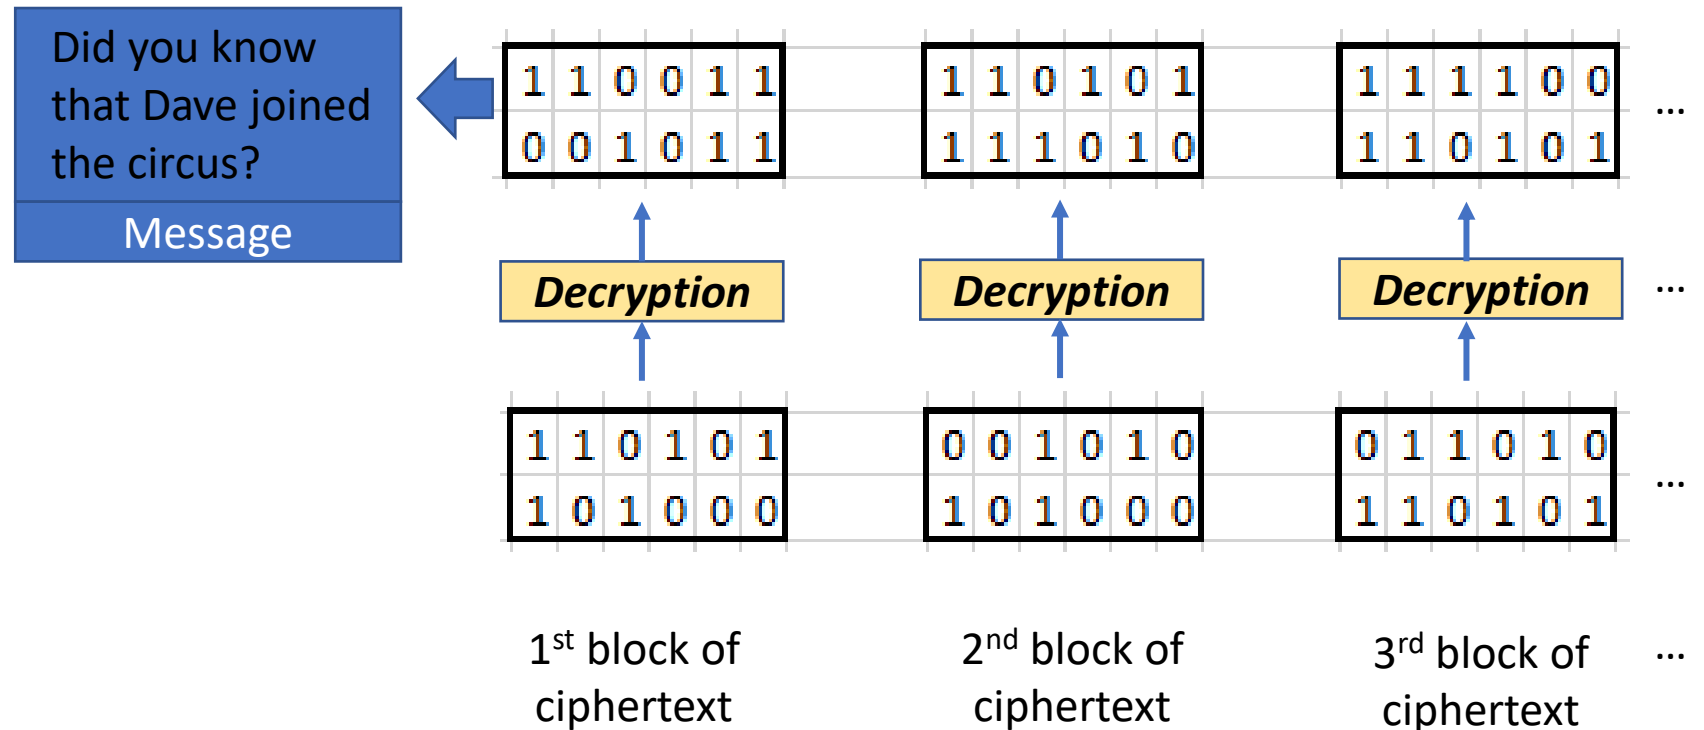 Did you know
that Dave joined
the circus?
Message
1 1 0 0 1 1
0 0 1 0 1 1
1 1 0 1 0 1
1 1 1 0 1 0
1 1 1 1 0 0
1 1 0 1 0 1
...
Decryption
Decryption
Decryption
...
1 1 0 1 0 1
1 0 1 0 0 0
0 0 1 0 1 0
1 0 1 0 0 0
0 1 1 0 1 0
1 1 0 1 0 1
...
1st block of
ciphertext
2nd block of
ciphertext
3rd block of
ciphertext
...